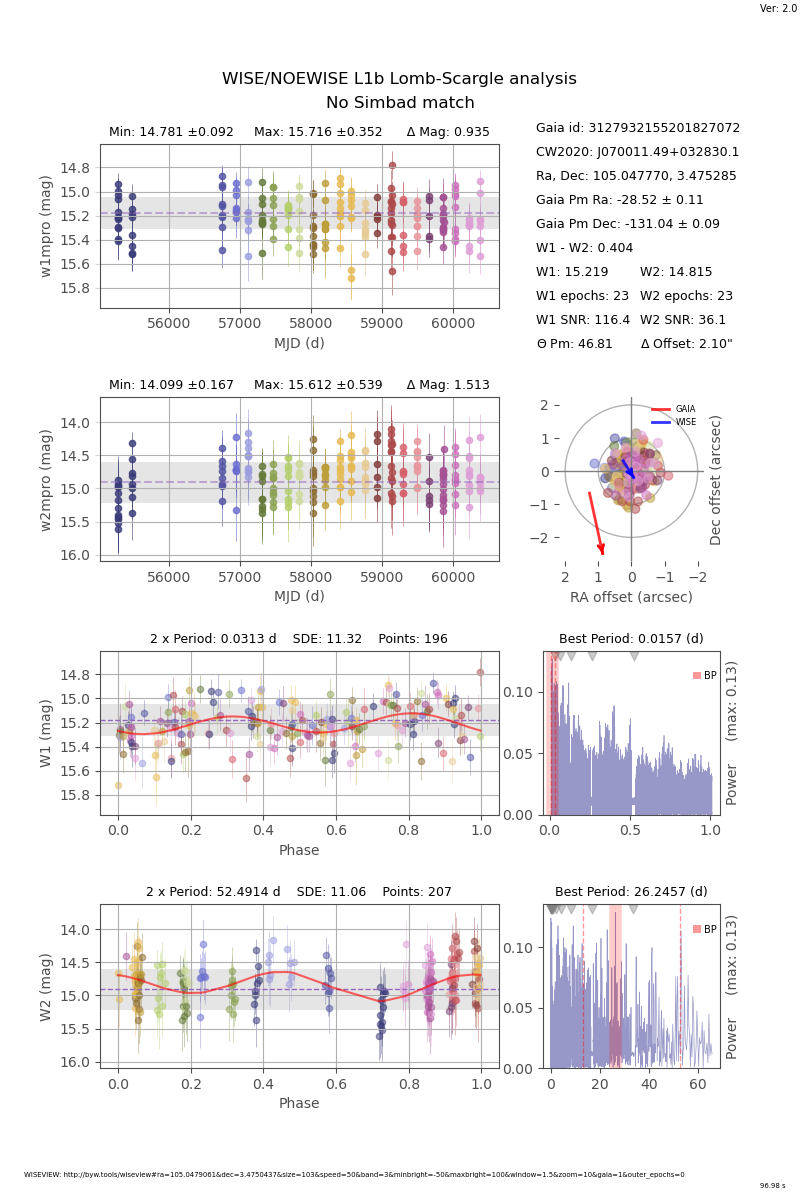 Ver: 2.0
WISE/NOEWISE L1b Lomb-Scargle analysis
No Simbad match
Min: 14.781 ±0.092 Max: 15.716 ±0.352 Δ Mag: 0.935
14.8
15.0
15.2
15.4
15.6
15.8
w1mpro (mag)
56000 57000 58000 59000 60000
MJD (d)
Gaia id: 3127932155201827072
CW2020: J070011.49+032830.1
Ra, Dec: 105.047770, 3.475285
Gaia Pm Ra: -28.52 ± 0.11
Gaia Pm Dec: -131.04 ± 0.09
W1 - W2: 0.404
W1: 15.219 W2: 14.815
W1 epochs: 23 W2 epochs: 23
W1 SNR: 116.4 W2 SNR: 36.1
Θ Pm: 46.81 Δ Offset: 2.10"
Min: 14.099 ±0.167 Max: 15.612 ±0.539 Δ Mag: 1.513
14.0
14.5
15.0
15.5
16.0
w2mpro (mag)
56000 57000 58000 59000 60000
MJD (d)
GAIA
WISE
2
1
0
−1
−2
Dec offset (arcsec)
2 1 0 −1 −2
RA offset (arcsec)
2 x Period: 0.0313 d SDE: 11.32 Points: 196
14.8
15.0
15.2
15.4
15.6
15.8
W1 (mag)
0.0 0.2 0.4 0.6 0.8 1.0
Phase
Best Period: 0.0157 (d)
BP
0.10
0.05
0.00
Power (max: 0.13)
0.0 0.5 1.0
2 x Period: 52.4914 d SDE: 11.06 Points: 207
14.0
14.5
15.0
15.5
16.0
W2 (mag)
0.0 0.2 0.4 0.6 0.8 1.0
Phase
Best Period: 26.2457 (d)
BP
0.10
0.05
0.00
Power (max: 0.13)
0 20 40 60
WISEVIEW: http://byw.tools/wiseview#ra=105.0479061&dec=3.4750437&size=103&speed=50&band=3&minbright=-50&maxbright=100&window=1.5&zoom=10&gaia=1&outer_epochs=0
96.98 s